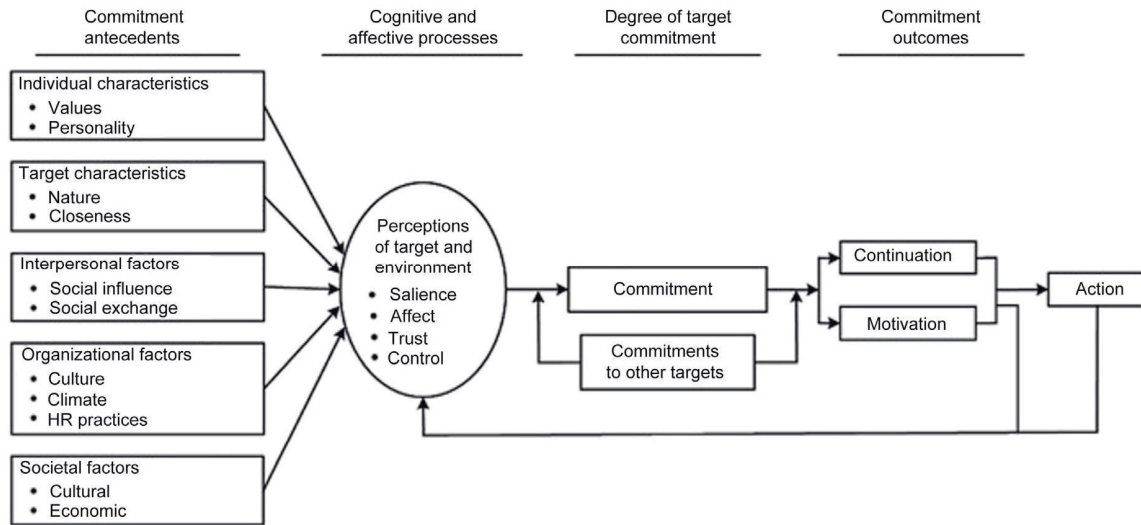 Commitment
antecedents
Cognitive and
affective processes
Degree of target
commitment
Commitment
outcomes
Individual characteristics
• Values
• Personality
Target characteristics
• Nature
• Closeness
Interpersonal factors
• Social influence
• Social exchange
Organizational factors
• Culture
• Climate
• HR practices
Societal factors
• Cultural
• Economic
Perceptions
of target and
environment
• Salience
• Affect
• Trust
• Control
Commitment
Commitments
to other targets
Continuation
Motivation
Action